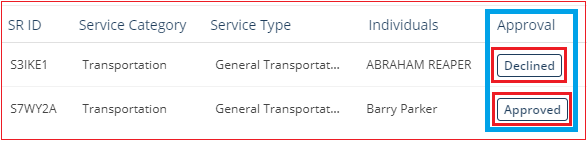 SR ID Service Category Service Type Individuals Approval
S3IKE1 Transportation General Transportat... ABRAHAM REAPER Declined
S7WY2A Transportation General Transportat... Barry Parker Approved